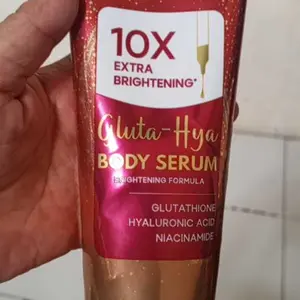 10X
EXTRA
BRIGHTENING*
Gluta-Hya
BODY SERUM
BRIGHTENING FORMULA
GLUTATHIONE
HYALURONIC ACID
NIACINAMIDE